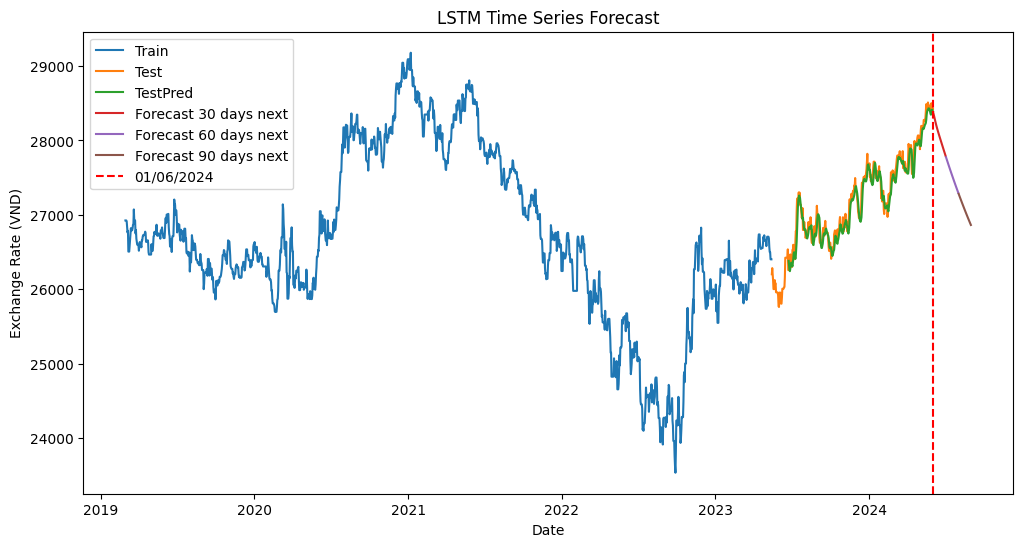 LSTM Time Series Forecast
Train
Test
TestPred
Forecast 30 days next
Forecast 60 days next
Forecast 90 days next
01/06/2024
Exchange Rate (VND)
29000
28000
27000
26000
25000
24000
2019
2020
2021
2022
2023
2024
Date